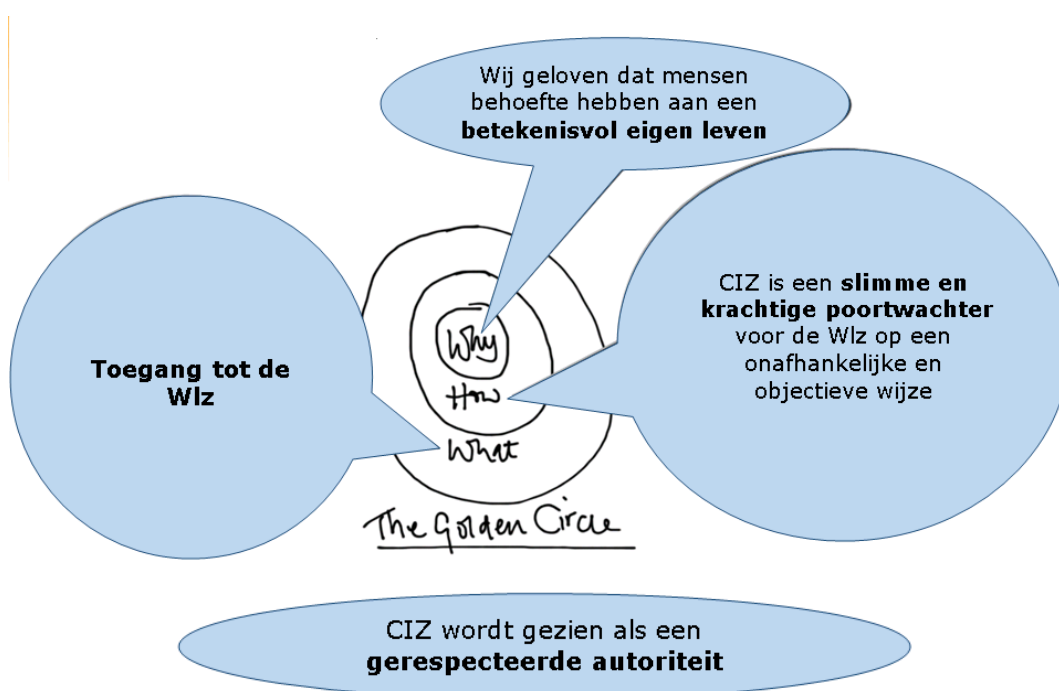 Wij geloven dat mensen
behoefte hebben aan een
betekenisvol eigen leven
CIZ is een slimme en
krachtige poortwachter
voor de Wlz op een
onafhankelijke en
objectieve wijze
Toegang tot de
Wlz
Why
How
What
The Golden Circle
CIZ wordt gezien als een
gerespecteerde autoriteit